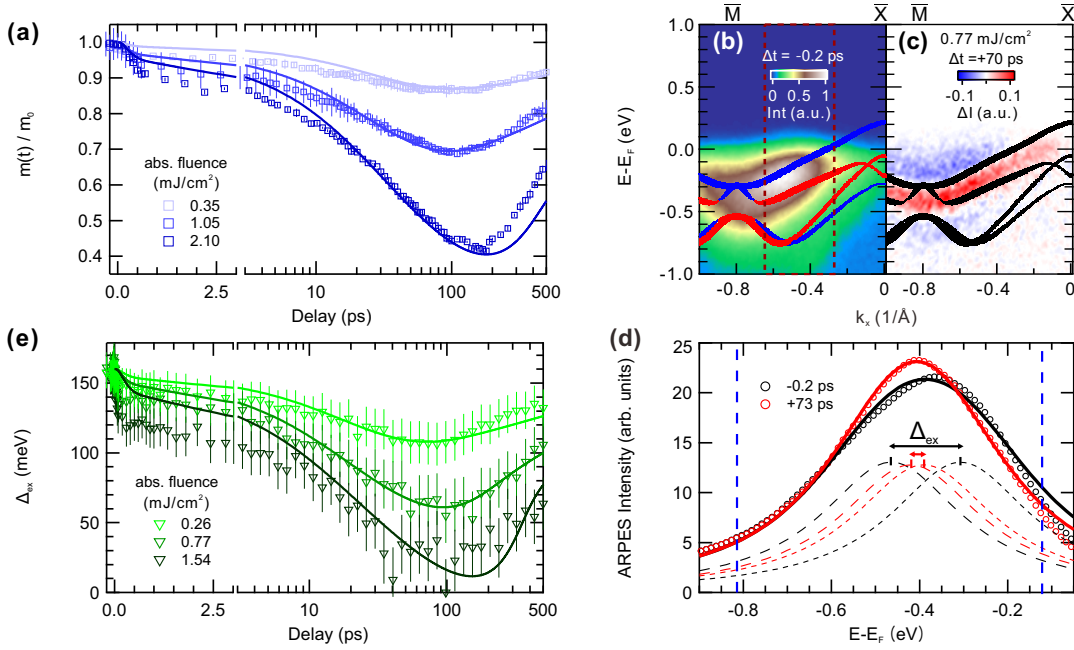 (a)
1.0
0.9
0.8
0.7
0.6
0.5
0.4
m(t) / m0
abs. fluence
(mJ/cm²)
0.35
1.05
2.10
0.0
2.5
10
100
500
Delay (ps)
M̅
X̅
M̅
X̅
1.0
0.5
0.0
-0.5
-1.0
E-EF (eV)
(b)
Δt = -0.2 ps
0
0.5
1
Int (a.u.)
(c)
0.77 mJ/cm²
Δt =+70 ps
-0.1
0.1
ΔI (a.u.)
-0.8
-0.4
0
-0.8
-0.4
0
kx (1/Å)
(e)
150
100
50
0
Δex (meV)
abs. fluence
(mJ/cm²)
0.26
0.77
1.54
0.0
2.5
10
100
500
Delay (ps)
(d)
25
20
15
10
5
0
ARPES Intensity (arb. units)
-0.2 ps
+73 ps
Δex
-0.8
-0.6
-0.4
-0.2
E-EF (eV)